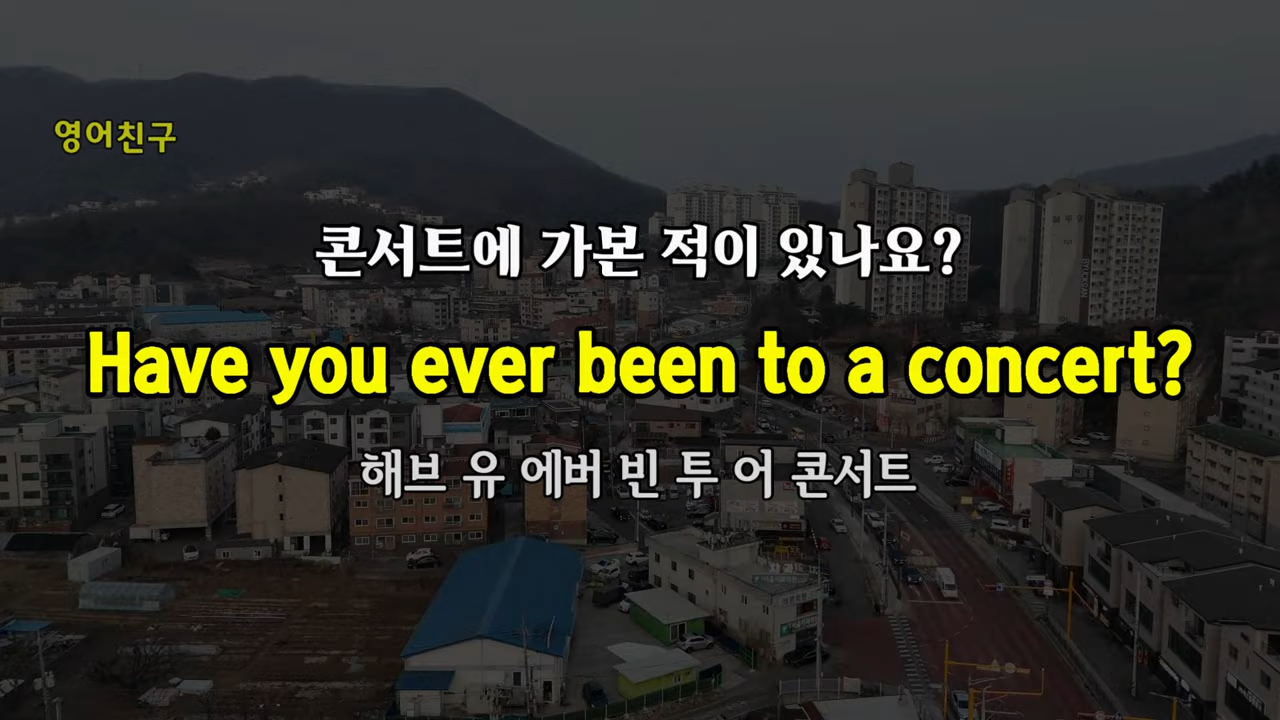 영어친구
콘서트에 가본 적이 있나요?
Have you ever been to a concert?
해브 유 에버 빈 투 어 콘서트